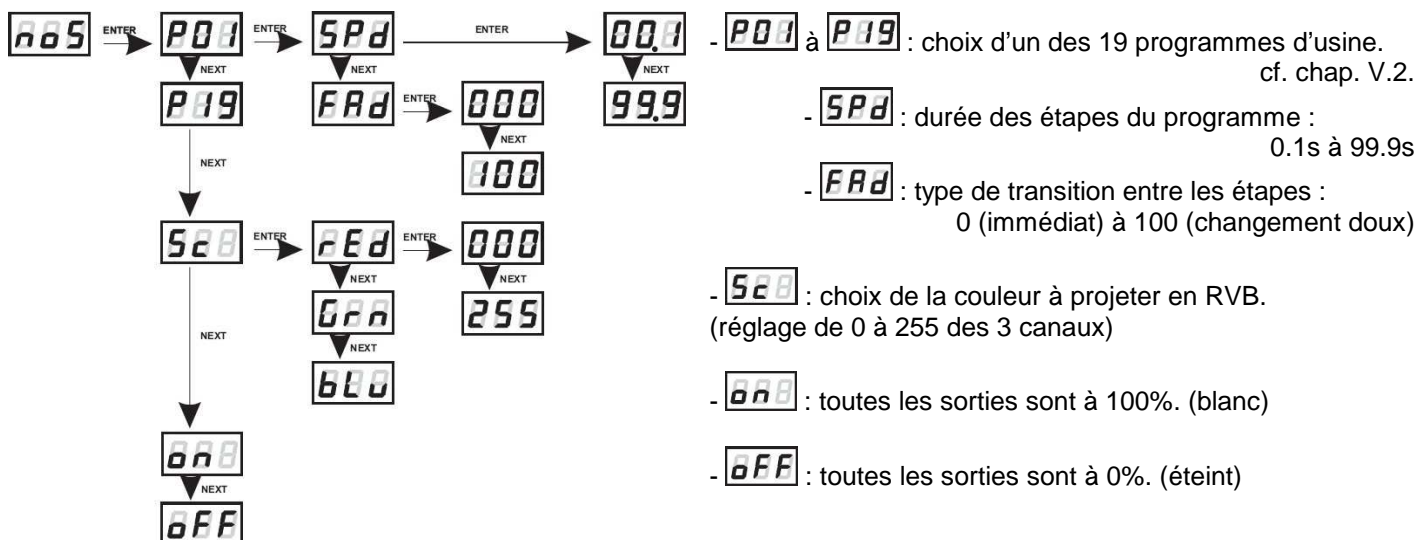 noS ENTER P01 ENTER SPd ENTER 00.1
NEXT NEXT NEXT
P19 FAd ENTER 000 99.9
NEXT
100
NEXT
Sc ENTER rEd ENTER 000
NEXT NEXT
Grn 255
NEXT
bLu
NEXT
on
NEXT
oFF
- P01 à P19 : choix d'un des 19 programmes d'usine.
cf. chap. V.2.
- SPd : durée des étapes du programme :
0.1s à 99.9s
- FAd : type de transition entre les étapes :
0 (immédiat) à 100 (changement doux)
- Sc : choix de la couleur à projeter en RVB.
(réglage de 0 à 255 des 3 canaux)
- on : toutes les sorties sont à 100%. (blanc)
- oFF : toutes les sorties sont à 0%. (éteint)